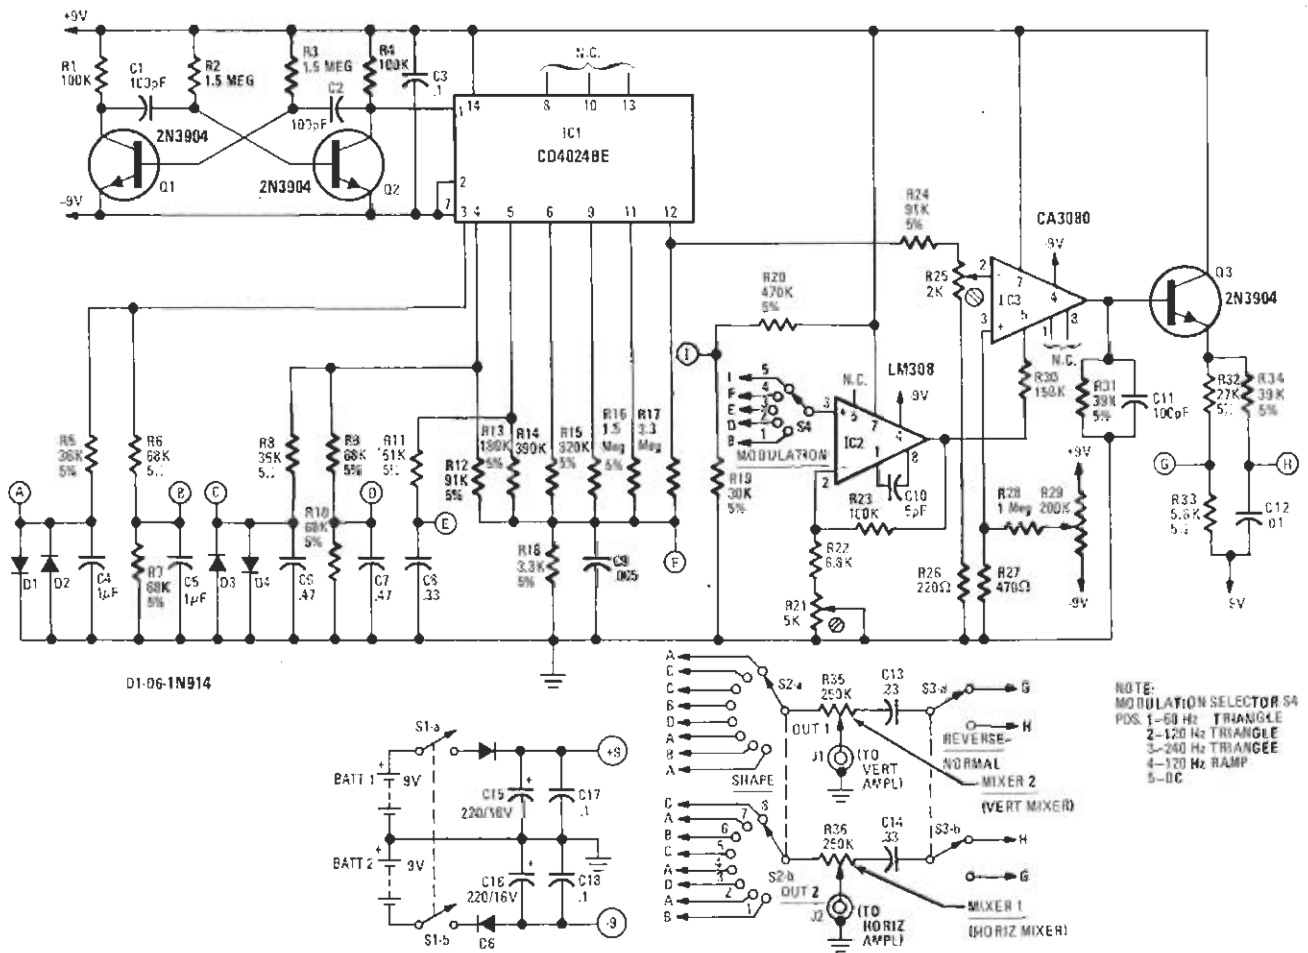 +9V
R1
100K
C1
100pF
R2
1.5 MEG
R3
1.5 MEG
C2
100pF
R4
100K
C3
.1
N.C.
8 10 13
14
1
IC1
CD4024BE
2N3904
Q1
2N3904
Q2
-9V
2
7
3 4 5 6 9 11 12
R24
91K
5%
CA3080
-9V
R25
2K
2
-
7
4
IC3
3
+
5
1 8
N.C.
Q3
2N3904
R20
470K
5%
I
I
F
E
D
B
5
4
3
2
1
S4
MODULATION
N.C.
LM308
-9V
3
+
5
7
4
IC2
1
8
2
-
R30
150K
R31
39K
5%
C11
100pF
R32
27K
5%
R34
39K
5%
G
H
R5
36K
5%
R6
68K
5%
R8
36K
5%
R9
68K
5%
R11
51K
5%
R12
91K
5%
R13
180K
5%
R14
390K
R15
820K
5%
R16
1.5
Meg
5%
R17
3.3
Meg
R19
30K
5%
R23
100K
C10
5pF
R22
6.8K
R21
5K
R26
220Ω
R27
470Ω
R28
1 Meg
R29
200K
+9V
-9V
R33
5.6K
5%
C12
.01
-9V
A
B
C
D
E
F
D1
D2
C4
1µF
R7
68K
5%
C5
1µF
D3
D4
C6
.47
R10
68K
5%
C7
.47
C8
.33
R18
3.3K
5%
C9
.005
D1-D6-1N914
S1-a
BATT 1
+
9V
BATT 2
+
9V
S1-b
D6
C15
220/16V
+
C17
.1
C16
220/16V
+
C18
.1
+9
-9
A
C
C
B
D
A
B
A
S2-a
SHAPE
C
A
B
C
A
D
A
B
8
7
6
5
4
3
2
1
S2-b
R35
250K
C13
.33
S3-a
G
H
OUT 1
J1
(TO
VERT
AMPL)
REVERSE
NORMAL
MIXER 2
(VERT MIXER)
R36
250K
C14
.33
S3-b
H
G
OUT 2
J2
(TO
HORIZ
AMPL)
MIXER 1
(HORIZ MIXER)
NOTE:
MODULATION SELECTOR S4
POS. 1-60 Hz TRIANGLE
2-120 Hz TRIANGLE
3-240 Hz TRIANGLE
4-120 Hz RAMP
5-DC